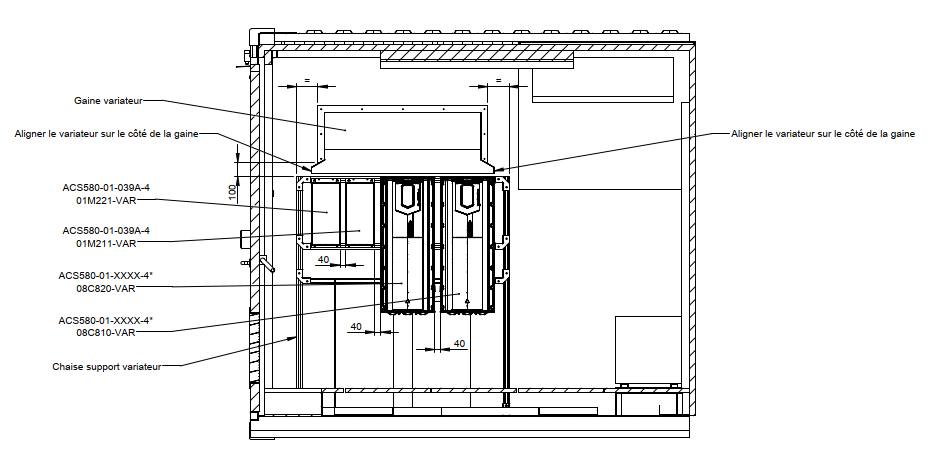 =
=
Gaine variateur
Aligner le variateur sur le côté de la gaine
Aligner le variateur sur le côté de la gaine
100
ACS580-01-039A-4
01M221-VAR
ACS580-01-039A-4
01M211-VAR
40
ACS580-01-XXXX-4*
08C820-VAR
ACS580-01-XXXX-4*
08C810-VAR
40
40
Chaise support variateur